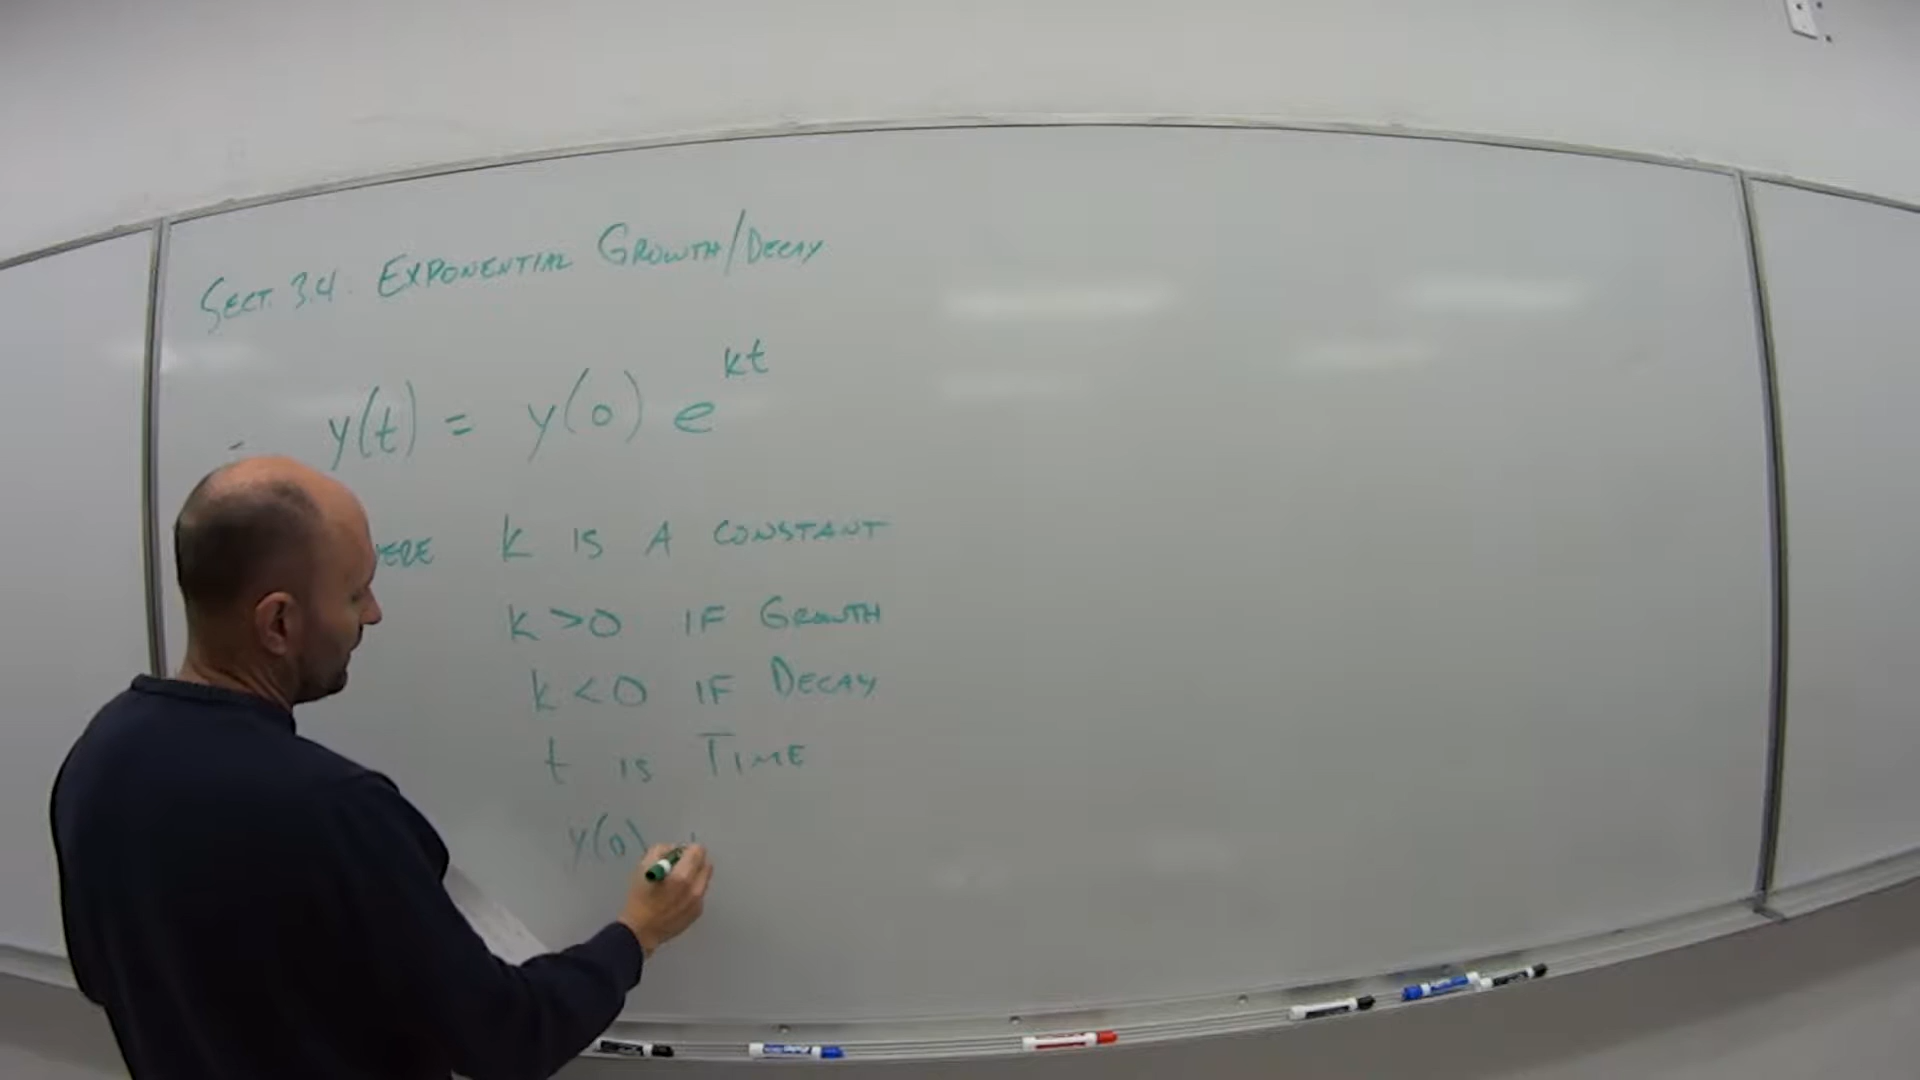 SECT. 3.4. EXPONENTIAL GROWTH/DECAY
y(t) = y(0) e^kt
K IS A CONSTANT
K > 0 IF GROWTH
K < 0 IF DECAY
t IS TIME
y(0)